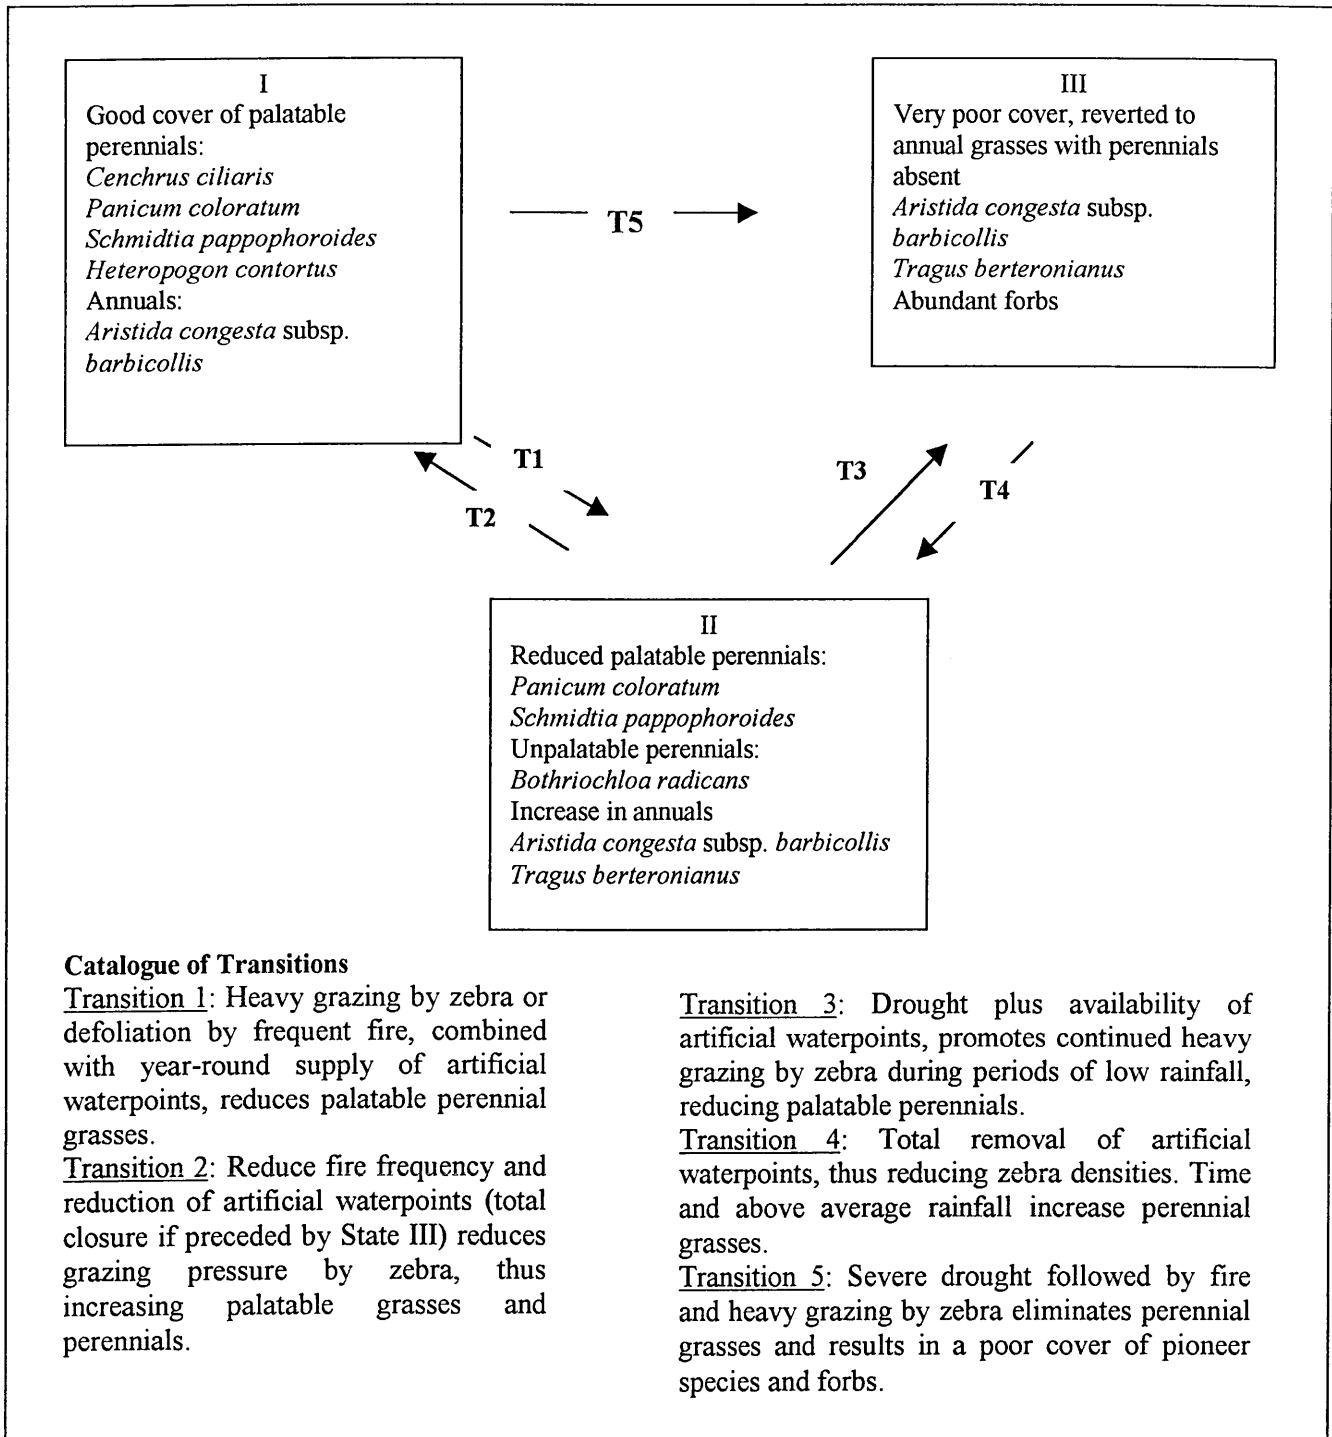 I
Good cover of palatable
perennials:
Cenchrus ciliaris
Panicum coloratum
Schmidtia pappophoroides
Heteropogon contortus
Annuals:
Aristida congesta subsp.
barbicollis
III
Very poor cover, reverted to
annual grasses with perennials
absent
Aristida congesta subsp.
barbicollis
Tragus berteronianus
Abundant forbs
T5
T1
T2
T3
T4
II
Reduced palatable perennials:
Panicum coloratum
Schmidtia pappophoroides
Unpalatable perennials:
Bothriochloa radicans
Increase in annuals
Aristida congesta subsp. barbicollis
Tragus berteronianus
Catalogue of Transitions
Transition 1: Heavy grazing by zebra or
defoliation by frequent fire, combined
with year-round supply of artificial
waterpoints, reduces palatable perennial
grasses.
Transition 2: Reduce fire frequency and
reduction of artificial waterpoints (total
closure if preceded by State III) reduces
grazing pressure by zebra, thus
increasing palatable grasses and
perennials.
Transition 3: Drought plus availability of
artificial waterpoints, promotes continued heavy
grazing by zebra during periods of low rainfall,
reducing palatable perennials.
Transition 4: Total removal of artificial
waterpoints, thus reducing zebra densities. Time
and above average rainfall increase perennial
grasses.
Transition 5: Severe drought followed by fire
and heavy grazing by zebra eliminates perennial
grasses and results in a poor cover of pioneer
species and forbs.